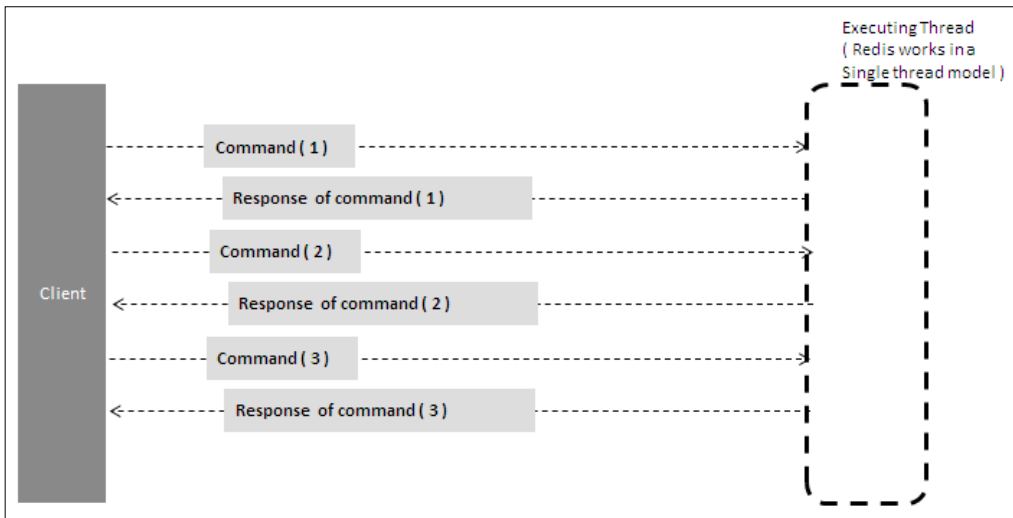 Executing Thread
( Redis works in a
Single thread model )
Command ( 1 )
Response of command ( 1 )
Command ( 2 )
Client
Response of command ( 2 )
Command ( 3 )
Response of command ( 3 )